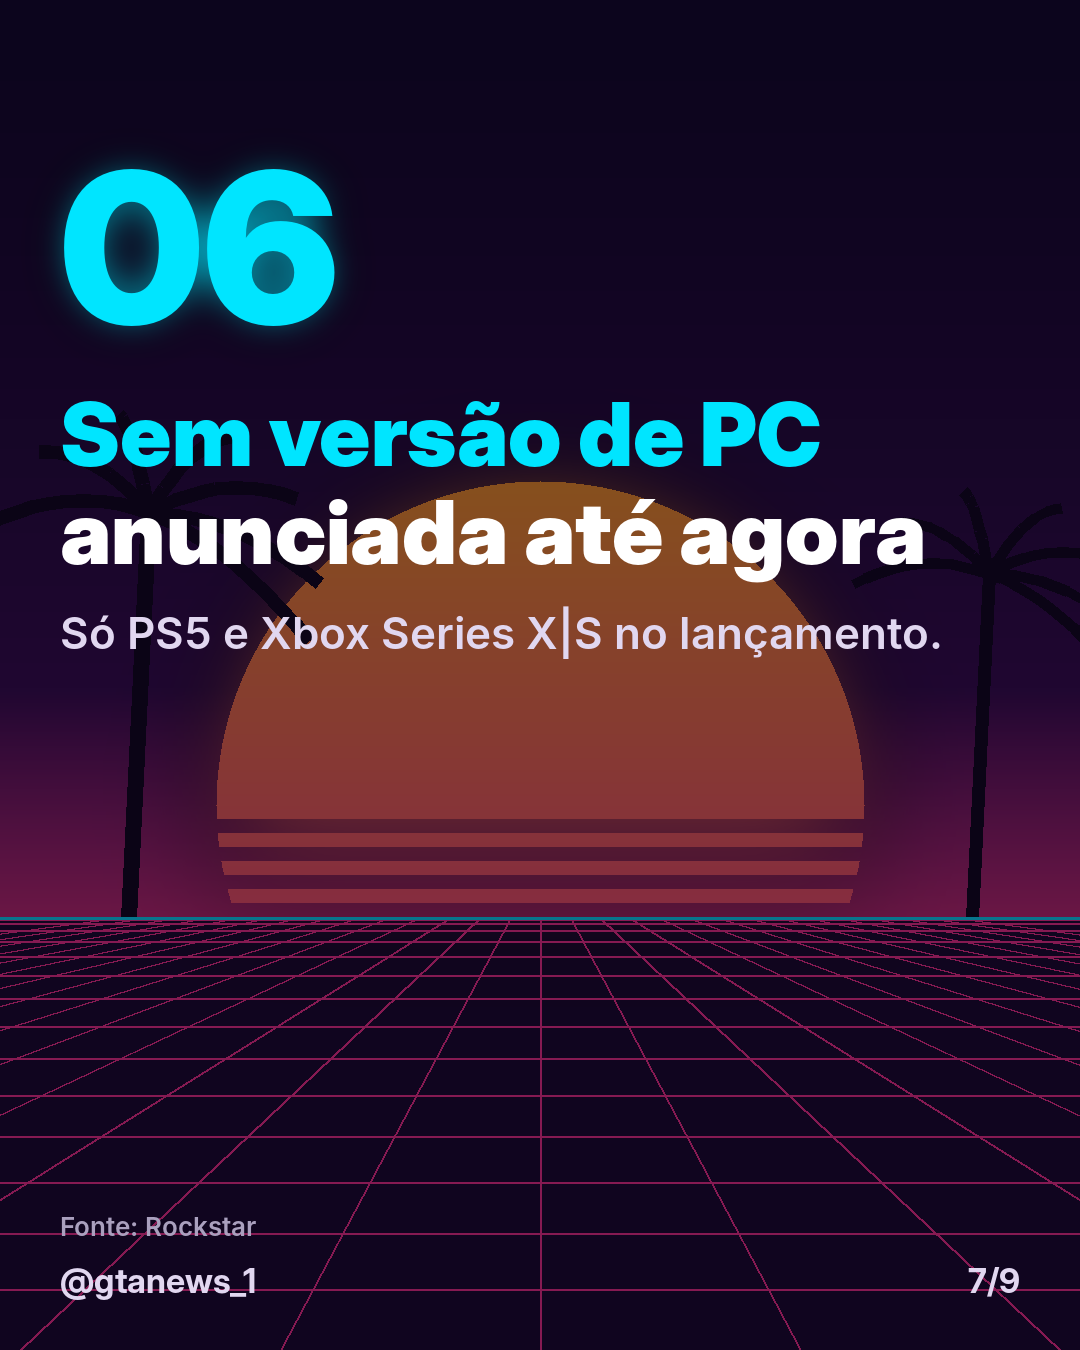 06
Sem versão de PC
anunciada até agora
Só PS5 e Xbox Series X|S no lançamento.
Fonte: Rockstar
@gtanews_1
7/9